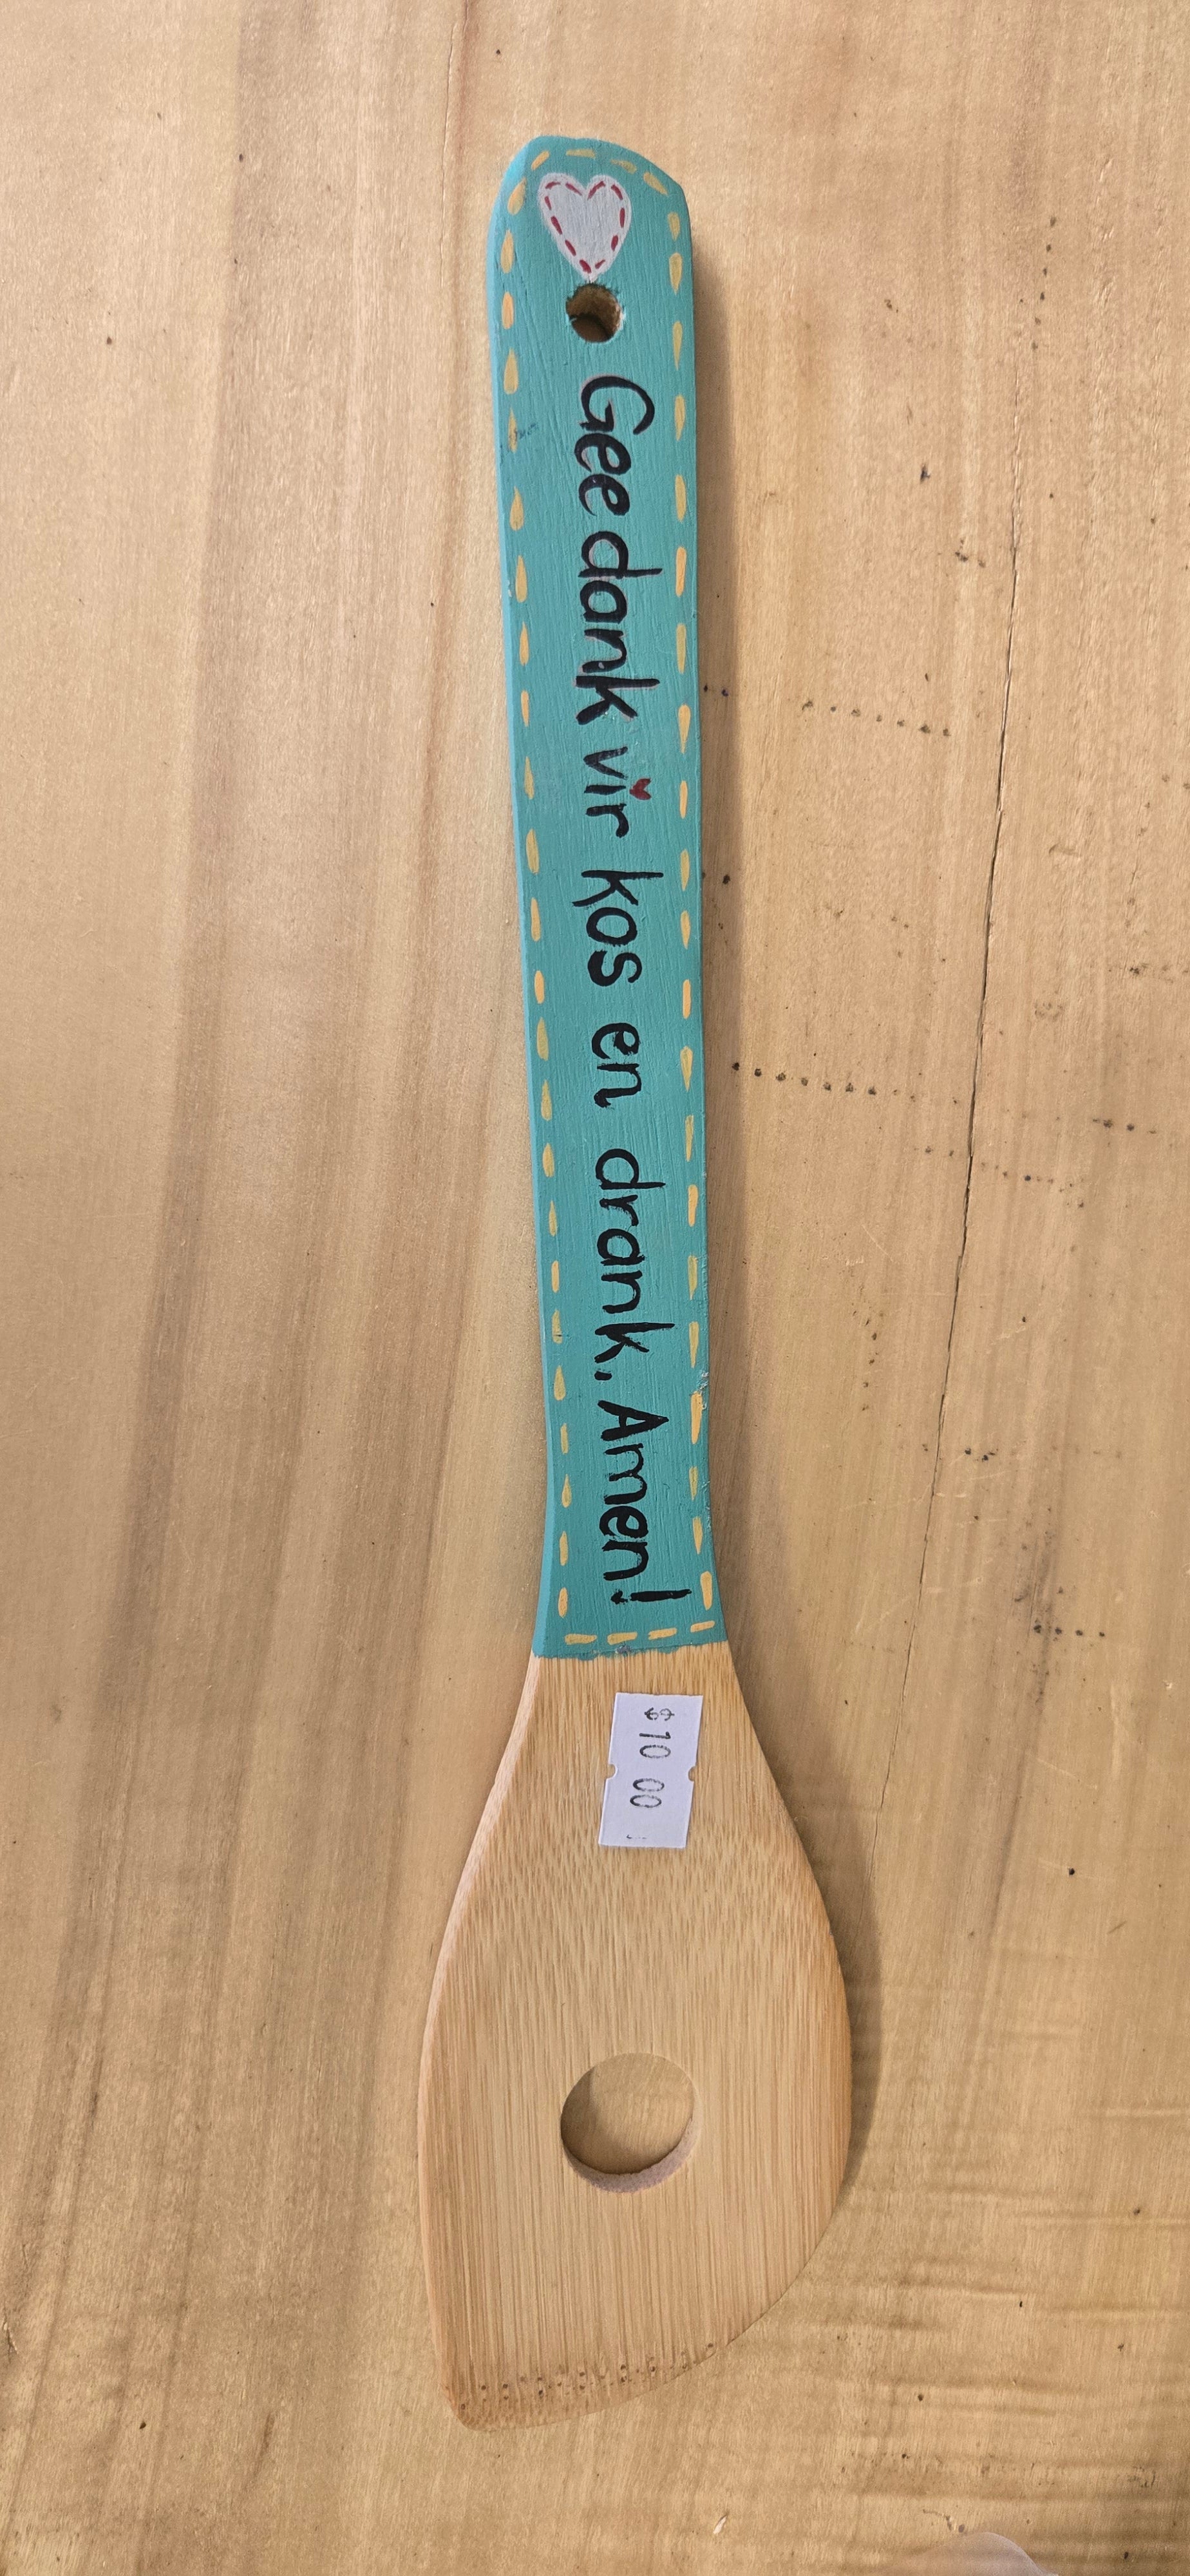 Gee dank vir kos en drank. Amen!
$10 00